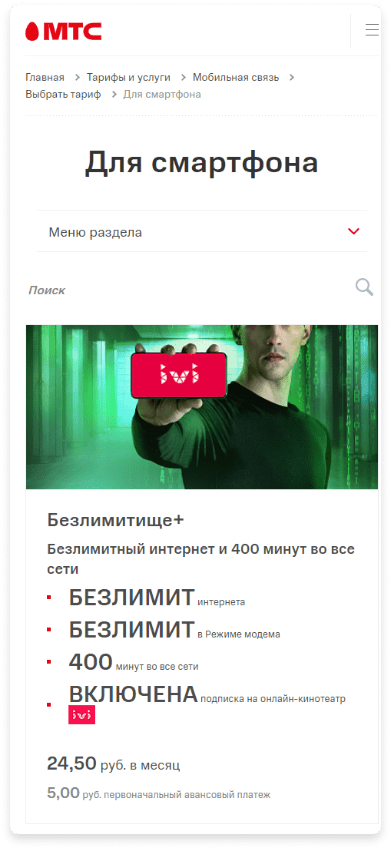 МТС
Главная > Тарифы и услуги > Мобильная связь >
Выбрать тариф > Для смартфона
Для смартфона
Меню раздела
Поиск
ivi
Безлимитище+
Безлимитный интернет и 400 минут во все
сети
БЕЗЛИМИТ интернета
БЕЗЛИМИТ в Режиме модема
400 минут во все сети
ВКЛЮЧЕНА подписка на онлайн-кинотеатр
ivi
24,50 руб. в месяц
5,00 руб. первоначальный авансовый платеж